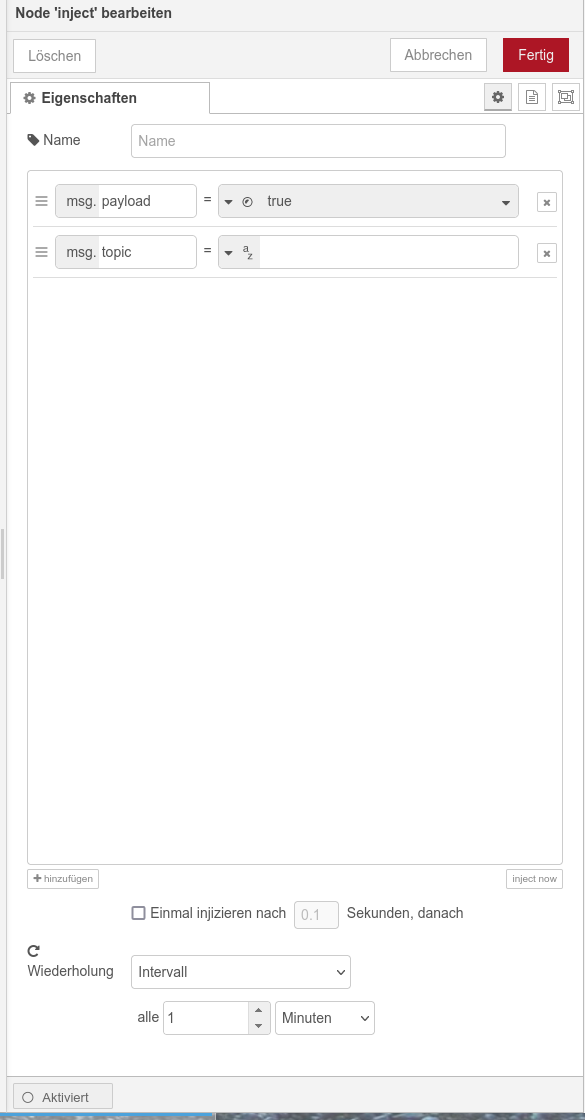 Node 'inject' bearbeiten
Löschen Abbrechen Fertig
Eigenschaften
Name Name
msg. payload = true
msg. topic = a z
hinzufügen inject now
Einmal injizieren nach 0.1 Sekunden, danach
Wiederholung Intervall
alle 1 Minuten
Aktiviert